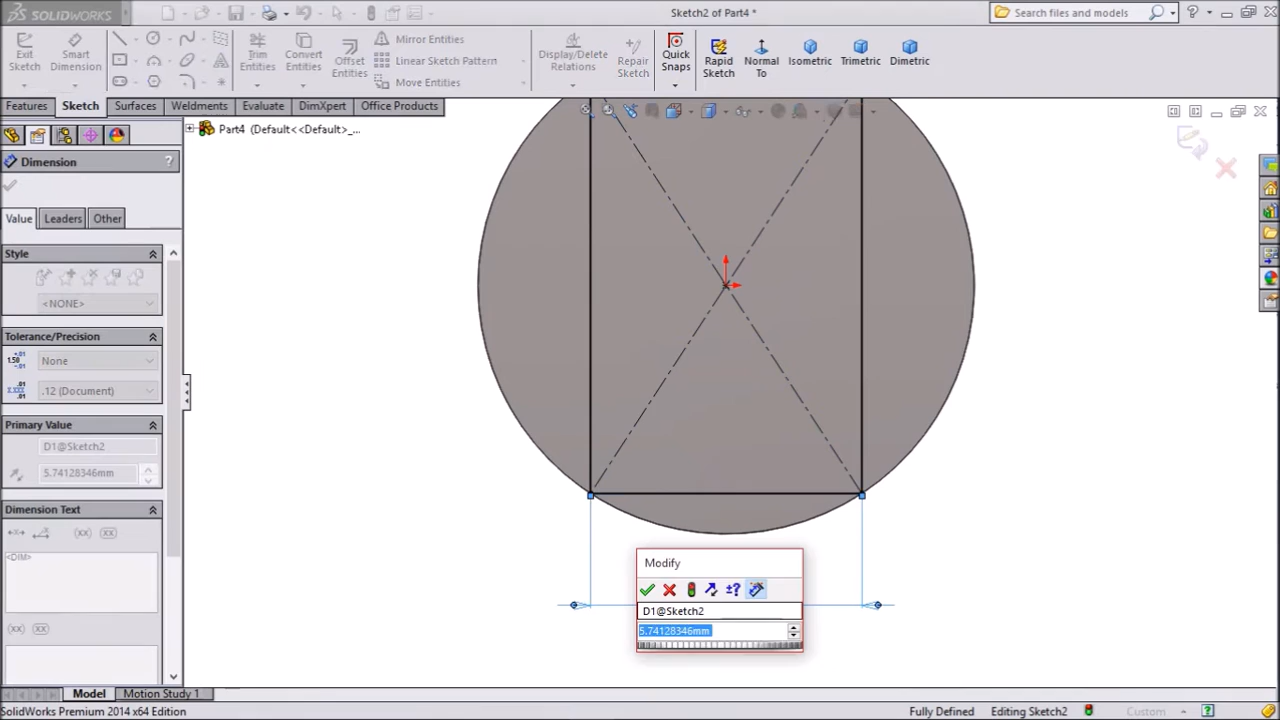 SOLIDWORKS
Sketch2 of Part4 *
Search files and models
Exit Sketch
Smart Dimension
Trim Entities
Convert Entities
Offset Entities
Mirror Entities
Linear Sketch Pattern
Move Entities
Display/Delete Relations
Repair Sketch
Quick Snaps
Rapid Sketch
Normal To
Isometric
Trimetric
Dimetric
Features
Sketch
Surfaces
Weldments
Evaluate
DimXpert
Office Products
Part4 (Default<<Default>_...
Dimension
?
Value
Leaders
Other
Style
<NONE>
Tolerance/Precision
None
.12 (Document)
Primary Value
D1@Sketch2
5.74128346mm
Dimension Text
<DIM>
Modify
D1@Sketch2
5.74128346mm
Model
Motion Study 1
SolidWorks Premium 2014 x64 Edition
Fully Defined
Editing Sketch2
Custom